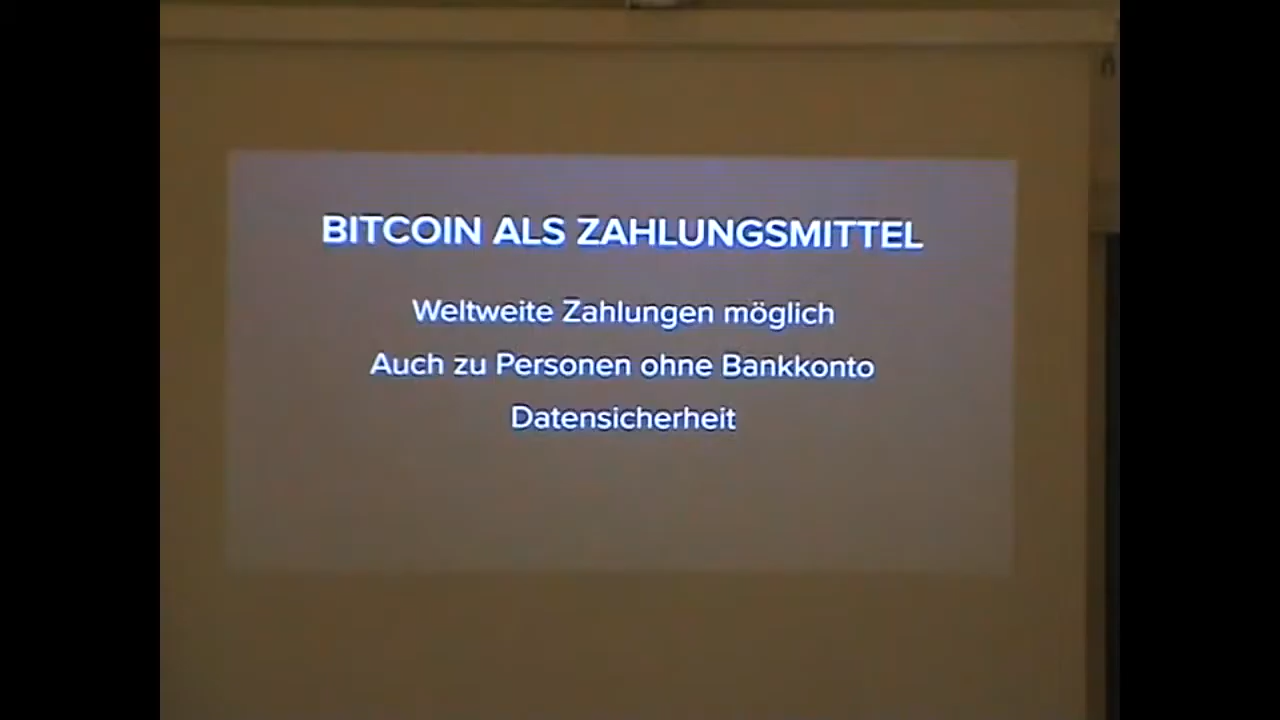 BITCOIN ALS ZAHLUNGSMITTEL
Weltweite Zahlungen möglich
Auch zu Personen ohne Bankkonto
Datensicherheit